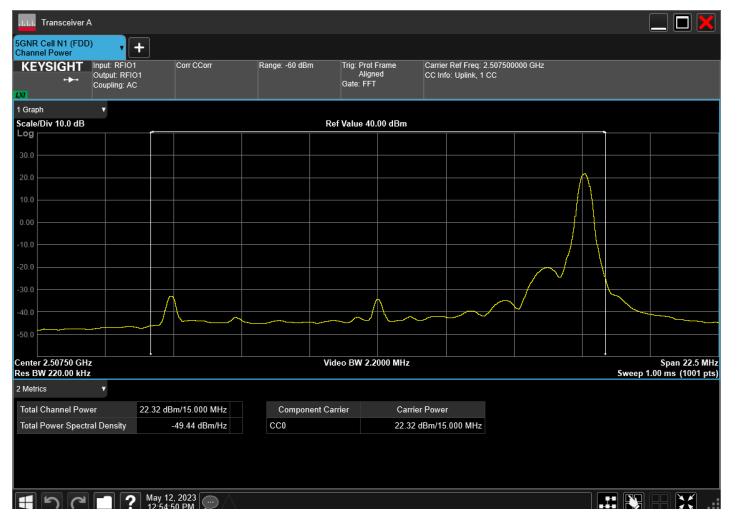 Transceiver A
5GNR Cell N1 (FDD)
Channel Power
KEYSIGHT
LXI
Input: RFIO1
Output: RFIO1
Coupling: AC
Corr CCorr
Range: -60 dBm
Trig: Prot Frame
Aligned
Gate: FFT
Carrier Ref Freq: 2.507500000 GHz
CC Info: Uplink, 1 CC
1 Graph
Scale/Div 10.0 dB
Ref Value 40.00 dBm
Log
30.0
20.0
10.0
0.00
-10.0
-20.0
-30.0
-40.0
-50.0
Center 2.50750 GHz
Video BW 2.2000 MHz
Span 22.5 MHz
Res BW 220.00 kHz
Sweep 1.00 ms (1001 pts)
2 Metrics
Total Channel Power 22.32 dBm/15.000 MHz
Total Power Spectral Density -49.44 dBm/Hz
Component Carrier Carrier Power
CC0 22.32 dBm/15.000 MHz
?
May 12, 2023
12:54:50 PM